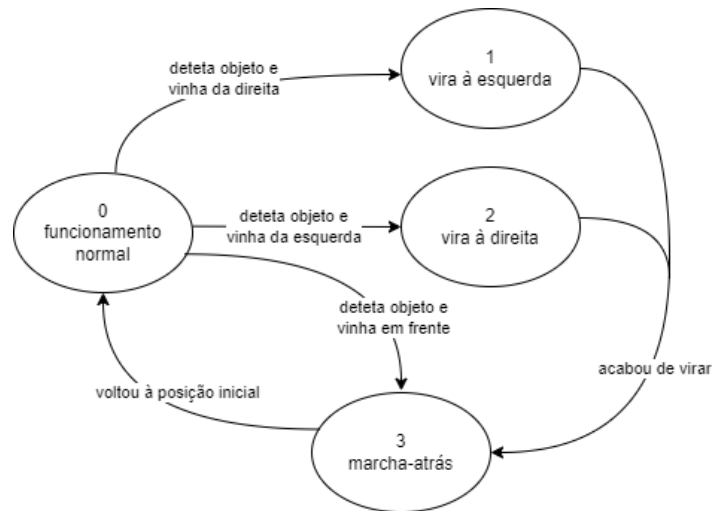 1
vira à esquerda
deteta objeto e
vinha da direita
0
funcionamento
normal
deteta objeto e
vinha da esquerda
2
vira à direita
deteta objeto e
vinha em frente
acabou de virar
voltou à posição inicial
3
marcha-atrás